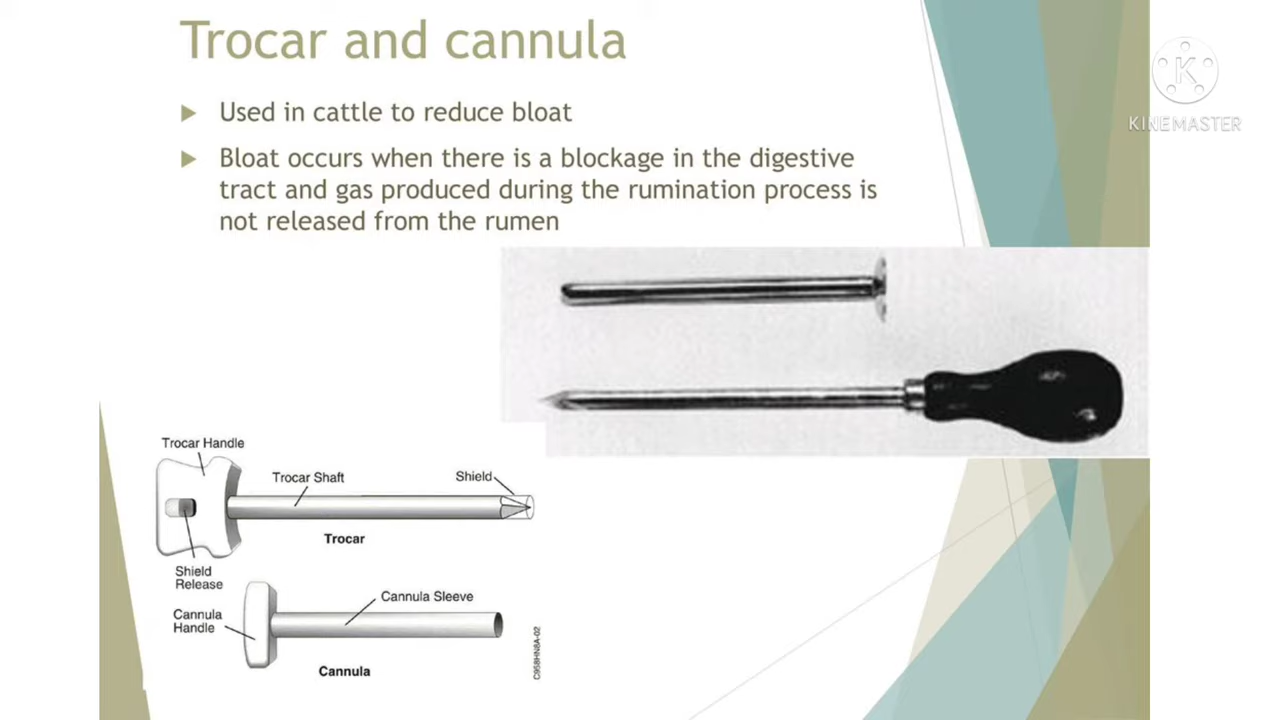 Trocar and cannula
Used in cattle to reduce bloat
Bloat occurs when there is a blockage in the digestive
tract and gas produced during the rumination process is
not released from the rumen
K
KINEMASTER
Trocar Handle
Trocar Shaft
Shield
Trocar
Shield
Release
Cannula Sleeve
Cannula
Handle
Cannula
C958HN8A-02